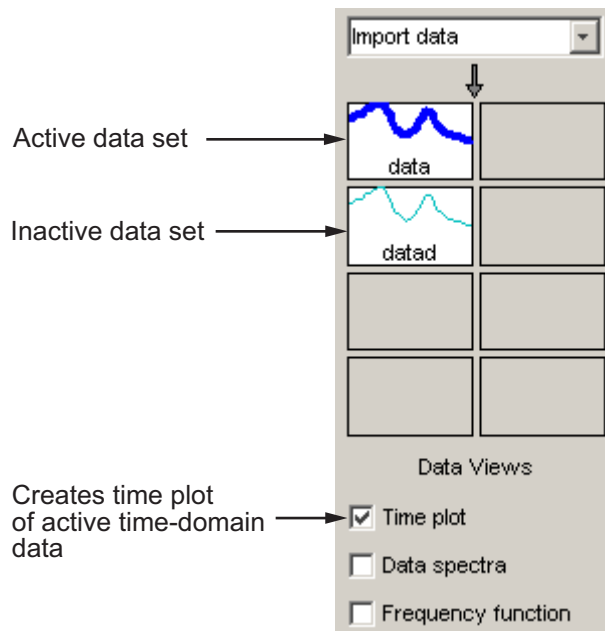 Import data
Active data set
data
Inactive data set
datad
Data Views
Creates time plot
of active time-domain
data
Time plot
Data spectra
Frequency function